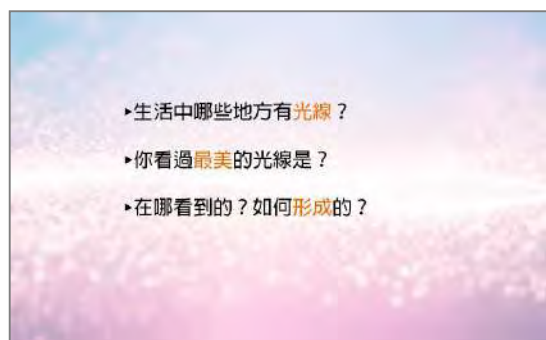 ▸生活中哪些地方有光線？
▸你看過最美的光線是？
▸在哪看到的？如何形成的？